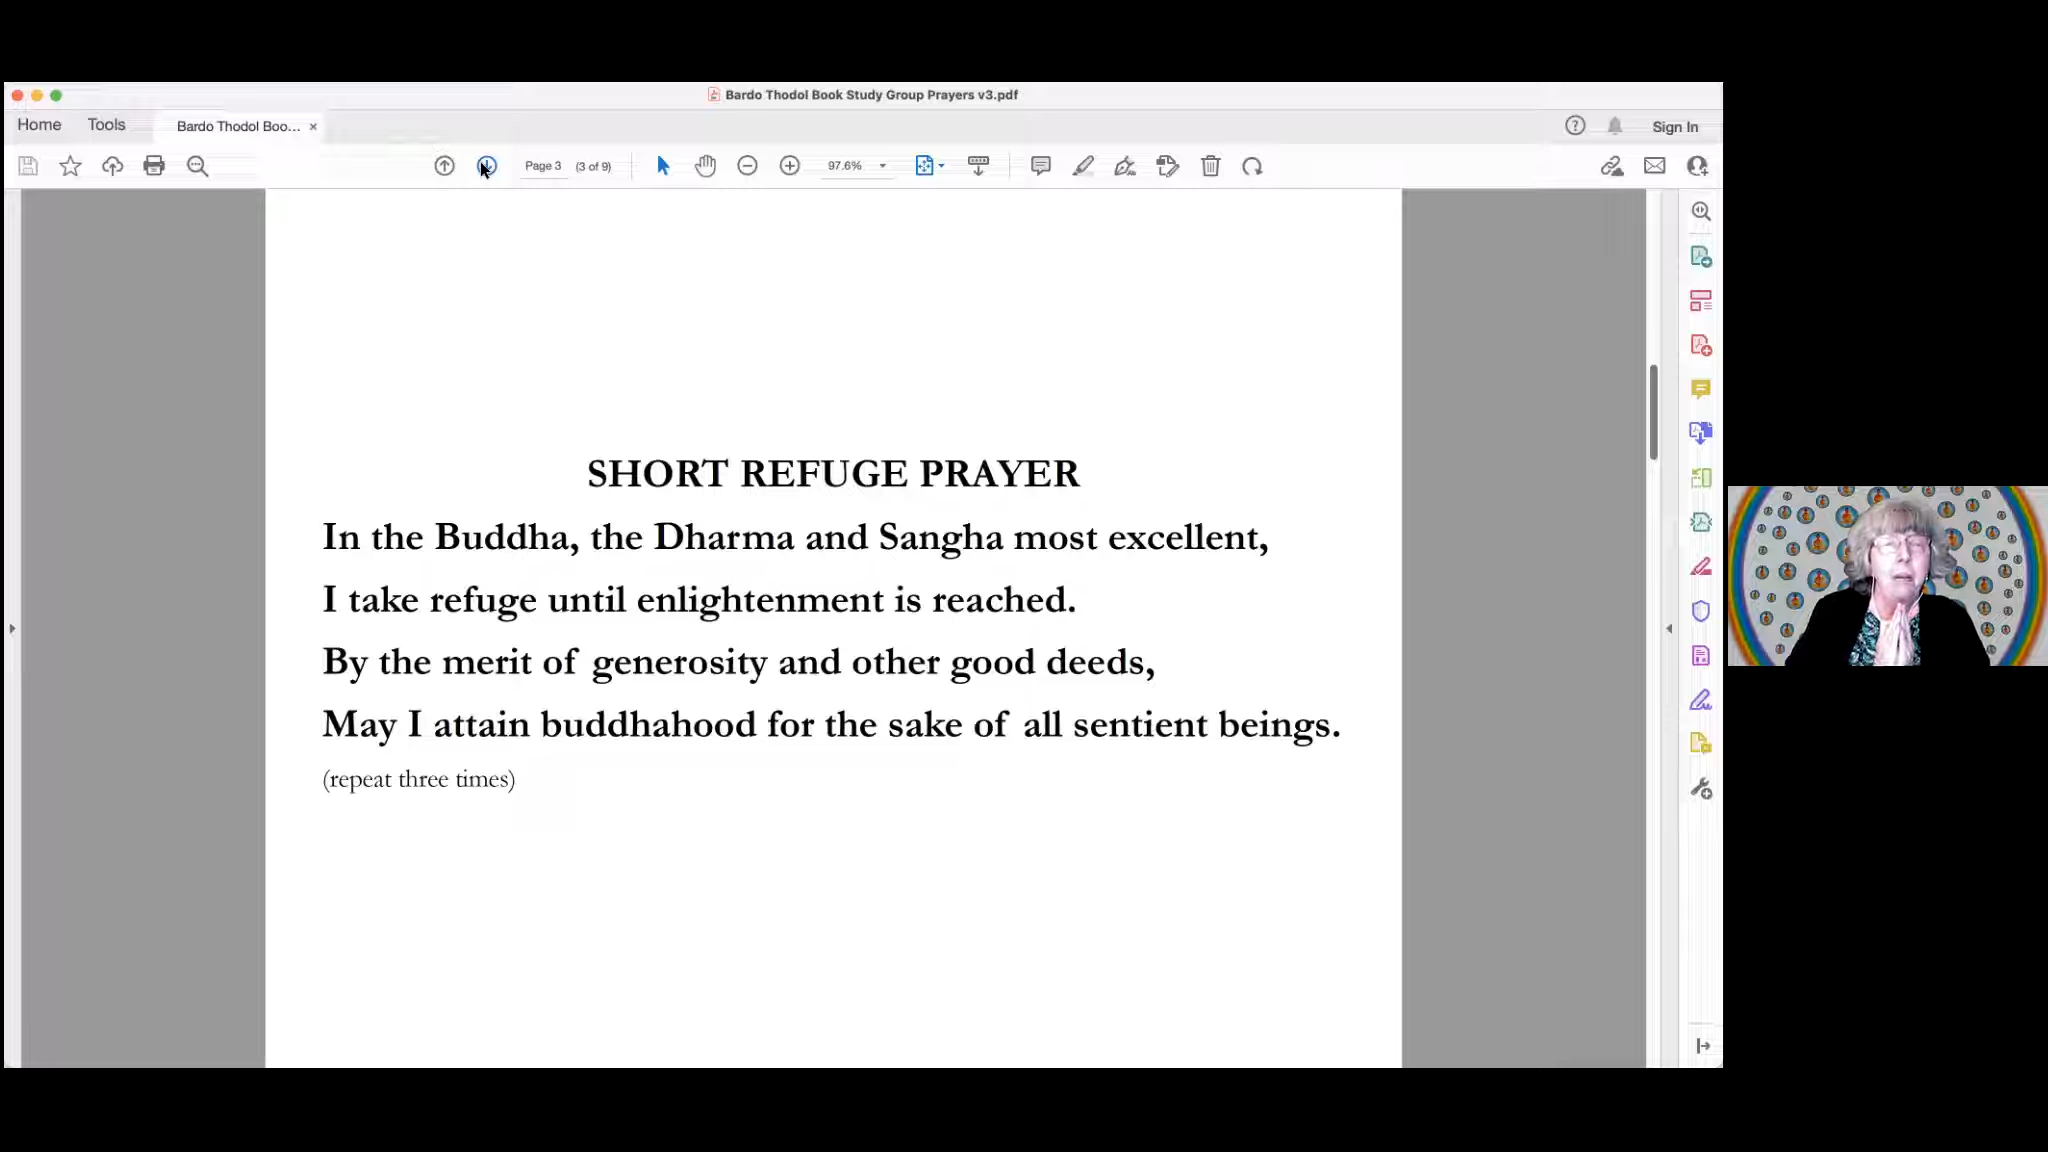 Bardo Thodol Book Study Group Prayers v3.pdf
Home Tools Bardo Thodol Boo... × Sign In
Page 3 (3 of 9) 97.6%
SHORT REFUGE PRAYER
In the Buddha, the Dharma and Sangha most excellent,
I take refuge until enlightenment is reached.
By the merit of generosity and other good deeds,
May I attain buddhahood for the sake of all sentient beings.
(repeat three times)